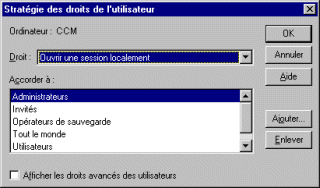 Stratégie des droits de l'utilisateur
Ordinateur : CCM
OK
Droit :
Ouvrir une session localement
Annuler
Accorder à :
Aide
Administrateurs
Invités
Opérateurs de sauvegarde
Tout le monde
Utilisateurs
Ajouter...
Enlever
Afficher les droits avancés des utilisateurs